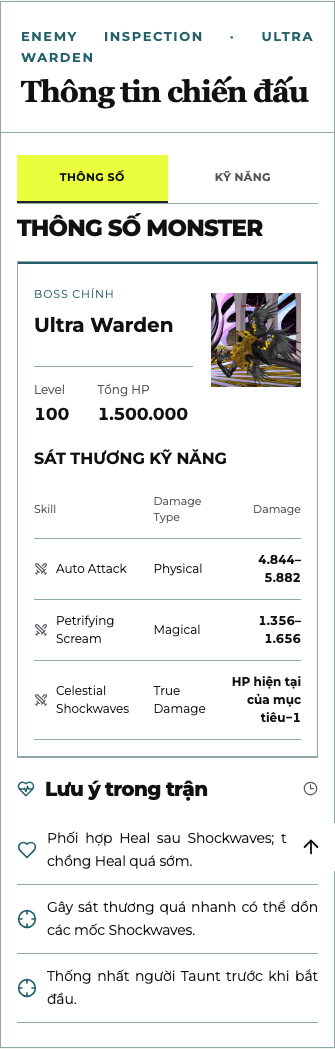 ENEMY INSPECTION · ULTRA
WARDEN
Thông tin chiến đấu
THÔNG SỐ
KỸ NĂNG
THÔNG SỐ MONSTER
BOSS CHÍNH
Ultra Warden
Level
Tổng HP
100
1.500.000
SÁT THƯƠNG KỸ NĂNG
Skill
Damage
Type
Damage
Auto Attack
Physical
4.844–
5.882
Petrifying
Scream
Magical
1.356–
1.656
Celestial
Shockwaves
True
Damage
HP hiện tại
của mục
tiêu−1
Lưu ý trong trận
Phối hợp Heal sau Shockwaves; t
chồng Heal quá sớm.
Gây sát thương quá nhanh có thể dồn
các mốc Shockwaves.
Thống nhất người Taunt trước khi bắt
đầu.